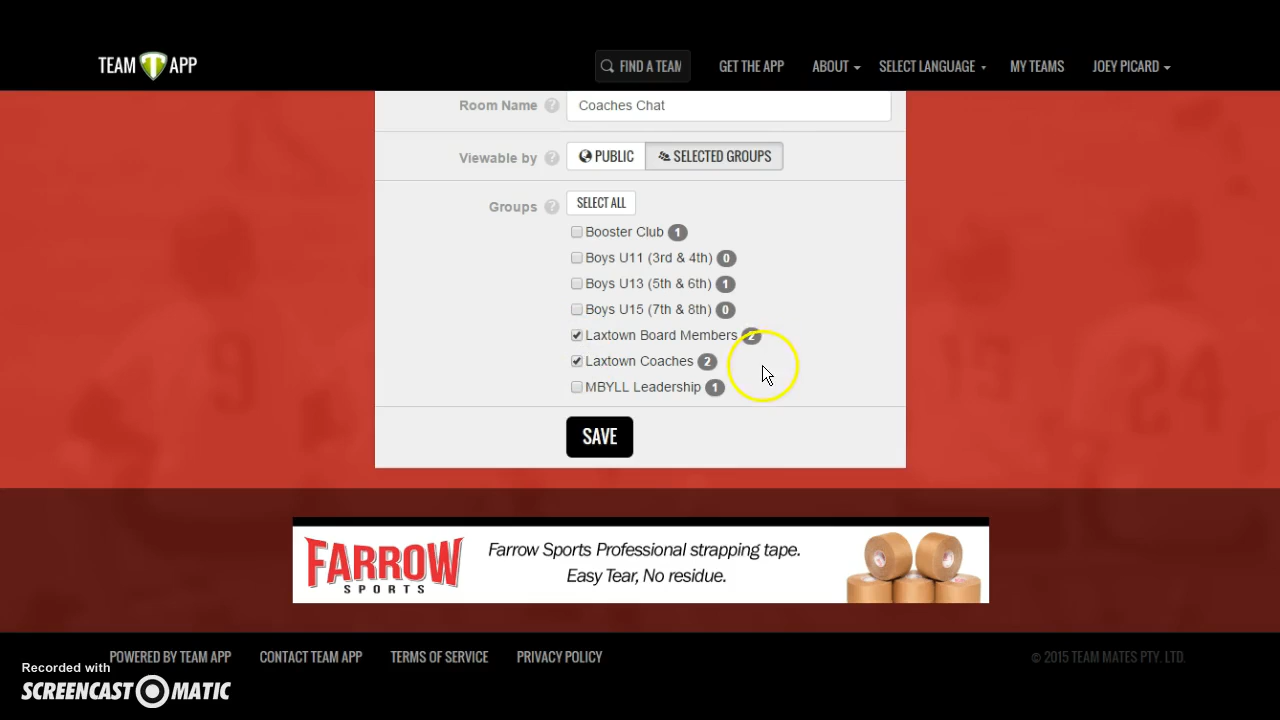 TEAM T APP
FIND A TEAM
GET THE APP
ABOUT
SELECT LANGUAGE
MY TEAMS
JOEY PICARD
Room Name ?
Coaches Chat
Viewable by ?
PUBLIC
SELECTED GROUPS
Groups ?
SELECT ALL
Booster Club 1
Boys U11 (3rd & 4th) 0
Boys U13 (5th & 6th) 1
Boys U15 (7th & 8th) 0
Laxtown Board Members 2
Laxtown Coaches 2
MBYLL Leadership 1
SAVE
FARROW
SPORTS
Farrow Sports Professional strapping tape.
Easy Tear, No residue.
POWERED BY TEAM APP
CONTACT TEAM APP
TERMS OF SERVICE
PRIVACY POLICY
© 2015 TEAM MATES PTY. LTD.
Recorded with
SCREENCAST MATIC